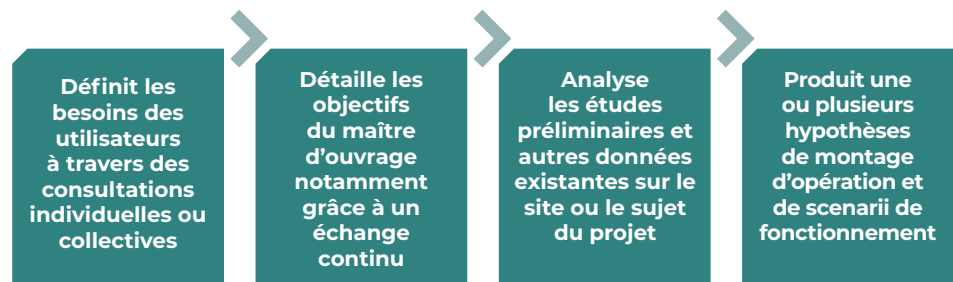 Définit les
besoins des
utilisateurs
à travers des
consultations
individuelles ou
collectives
Détaille les
objectifs
du maître
d’ouvrage
notamment
grâce à un
échange
continu
Analyse
les études
préliminaires et
autres données
existantes sur le
site ou le sujet
du projet
Produit une
ou plusieurs
hypothèses
de montage
d’opération et
de scenarii de
fonctionnement